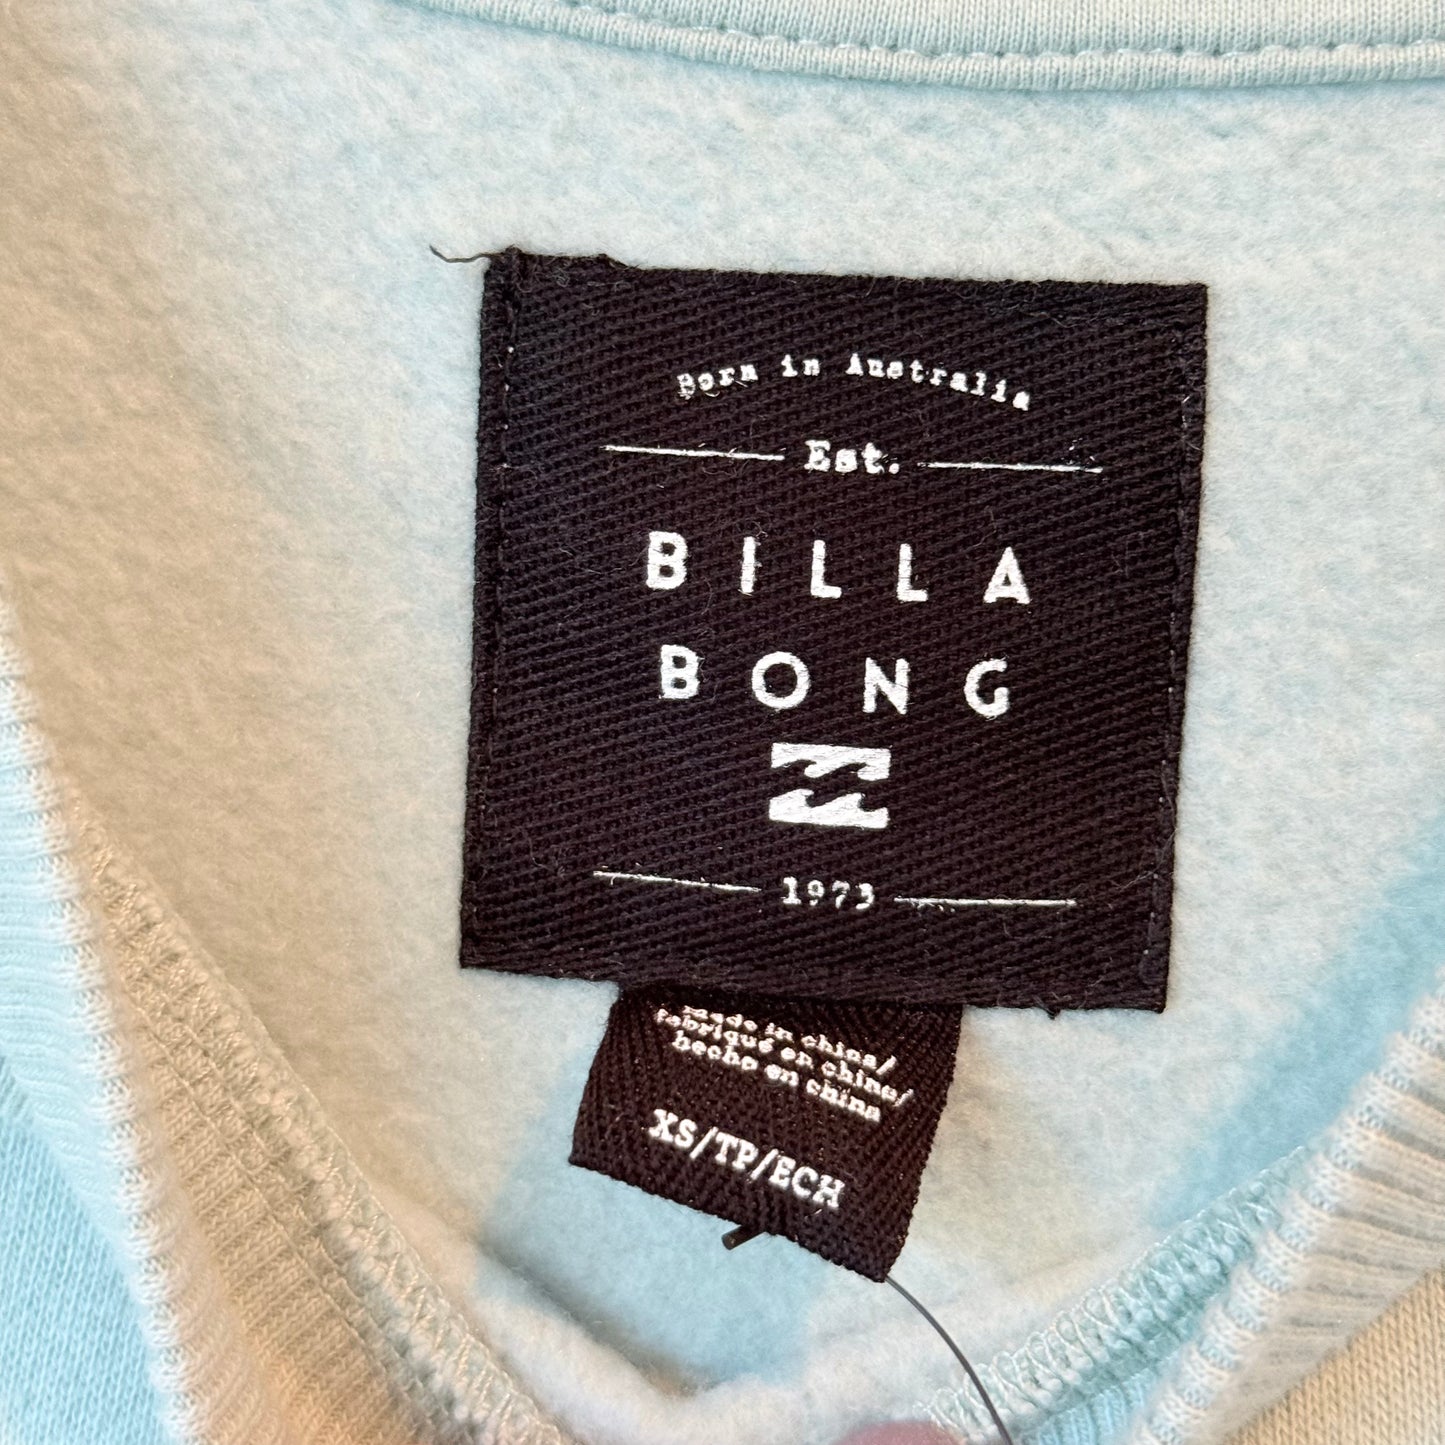 Born in Australia
Est.
BILLA
BONG
1973
made in china/
fabriqué en chine/
hecho en china
XS/TP/ECH